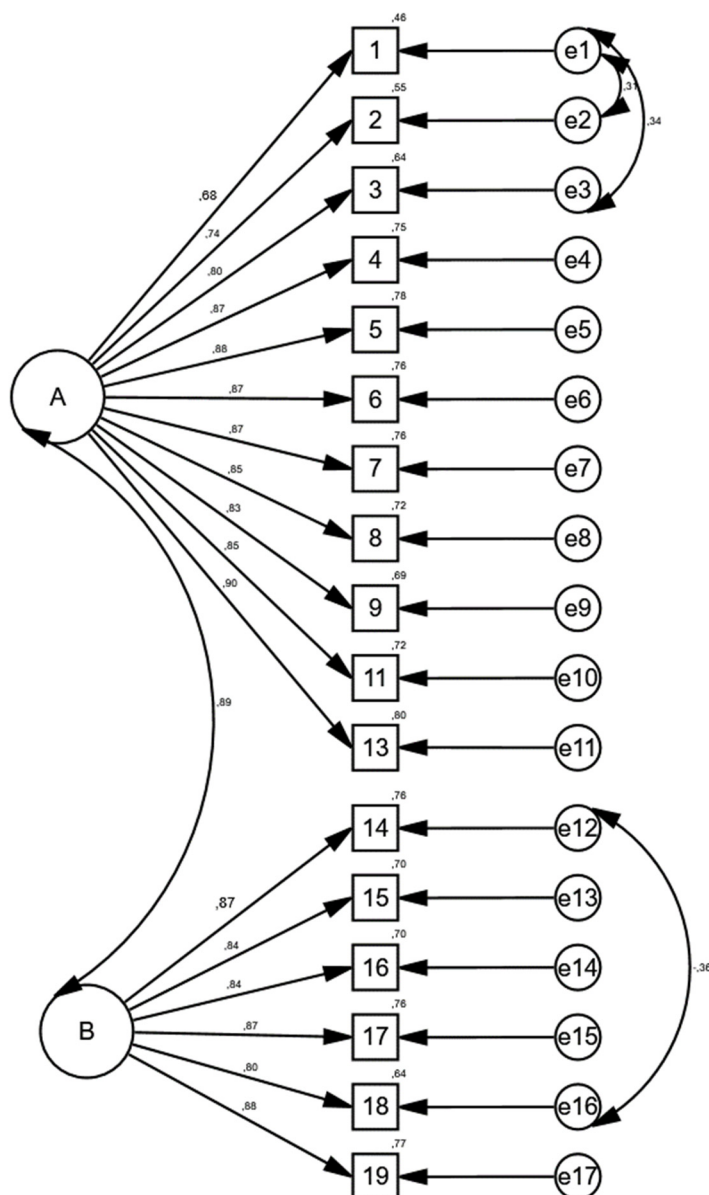 ,46
1
e1
,31
,34
,68
,55
2
e2
,74
,64
3
e3
,80
,75
4
e4
,87
,78
5
e5
,88
A
,76
6
e6
,87
,76
7
e7
,87
,72
8
e8
,85
,69
9
e9
,83
,72
11
e10
,85
,80
13
e11
,90
,89
,76
14
e12
,87
-,36
,70
15
e13
,84
,70
16
e14
,84
B
,76
17
e15
,87
,64
18
e16
,80
,77
19
e17
,88